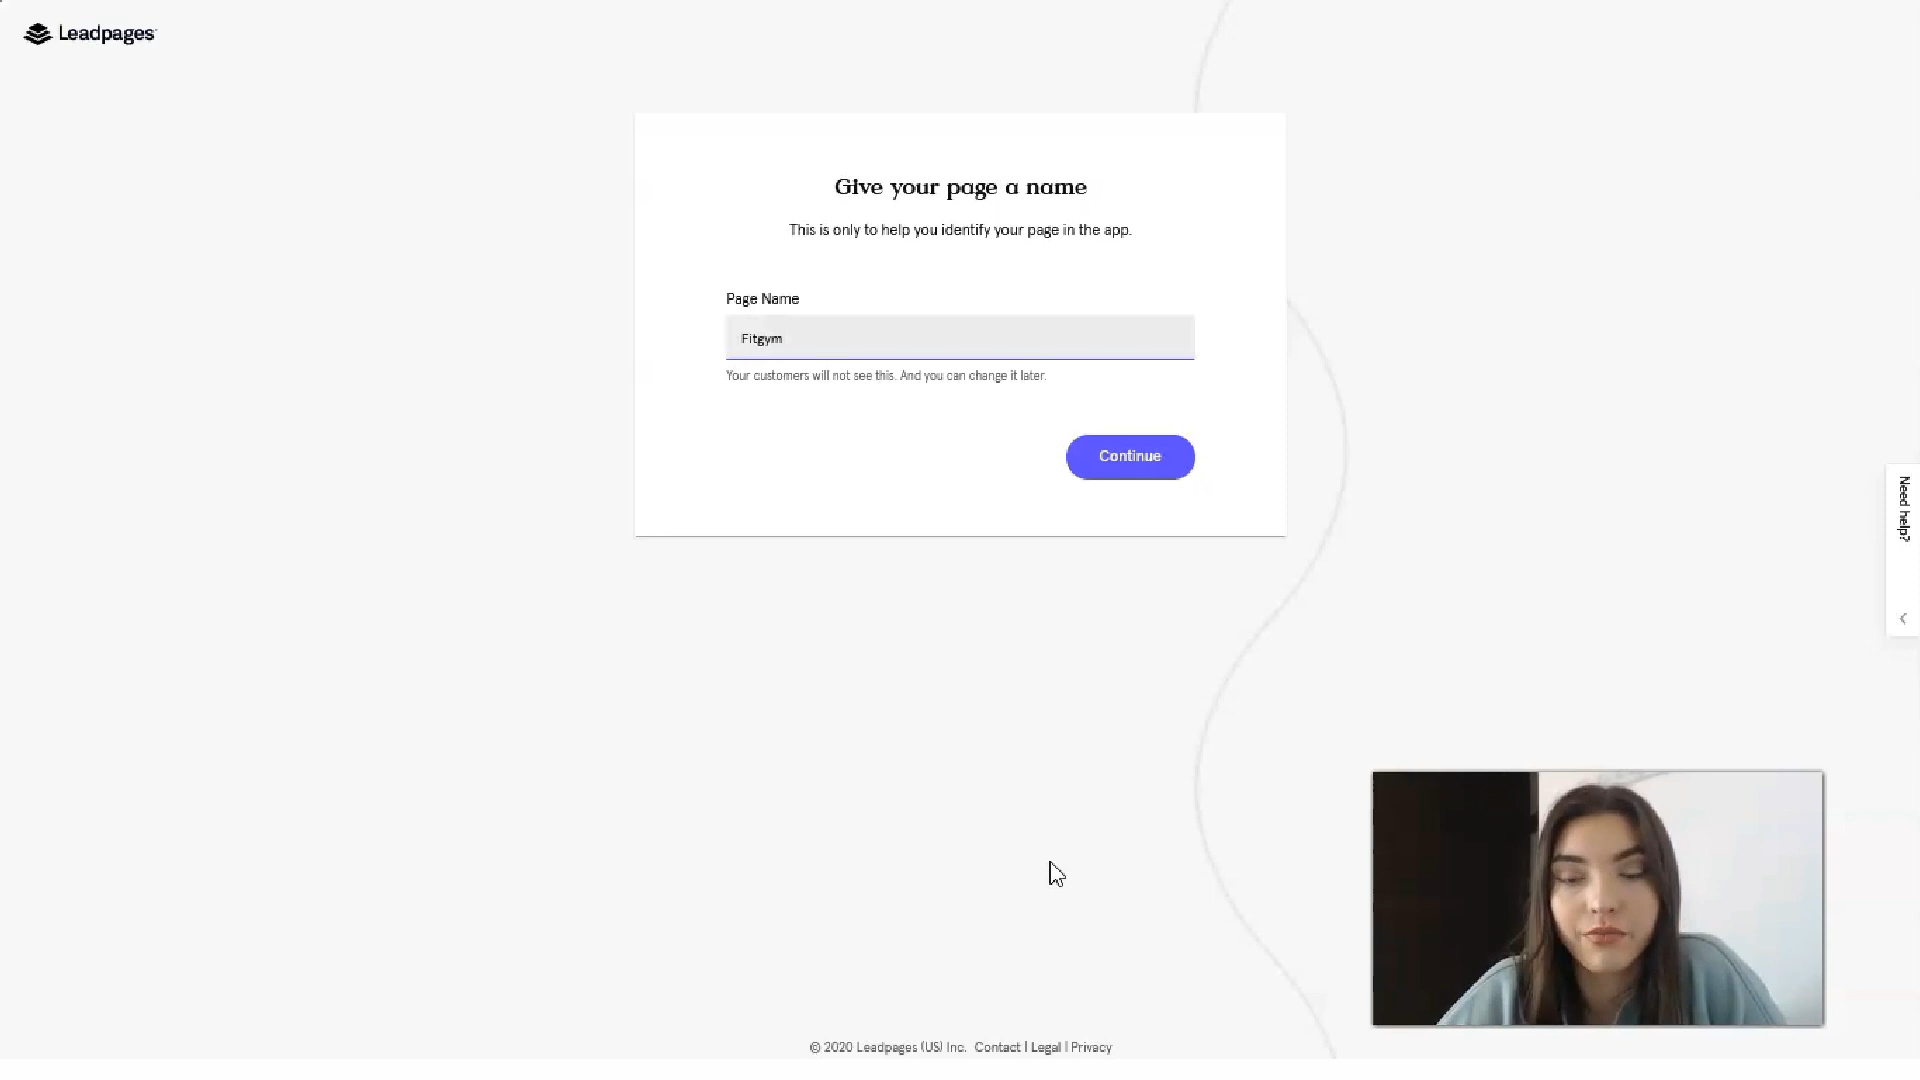 Leadpages
Give your page a name
This is only to help you identify your page in the app.
Page Name
Fitgym
Your customers will not see this. And you can change it later.
Continue
Need help?
© 2020 Leadpages (US) Inc. Contact | Legal | Privacy